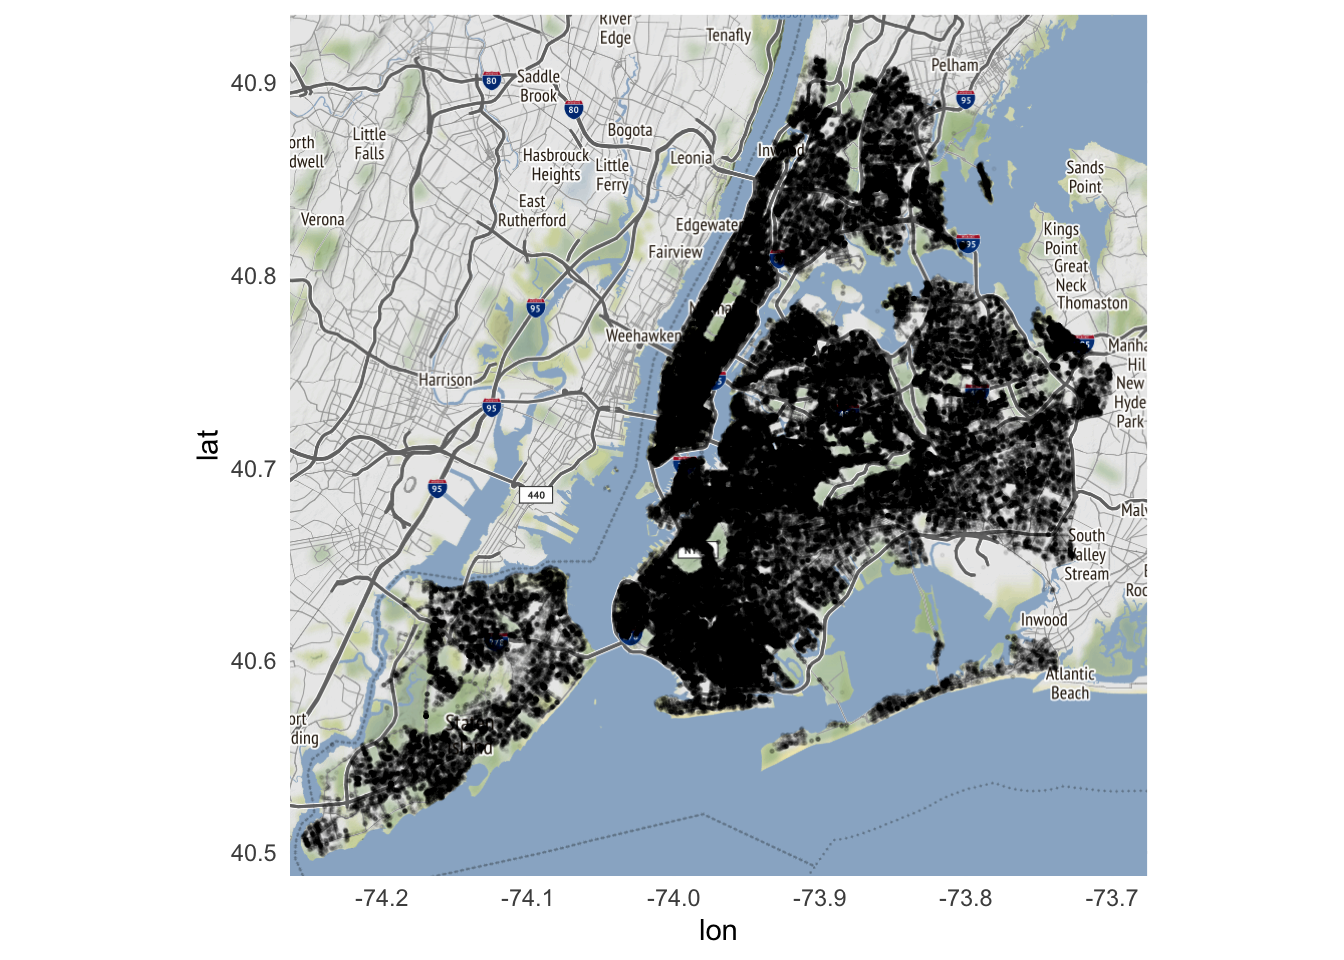 River
Edge
Tenafly
Pelham
40.9
80
Saddle
Brook
80
95
Bogota
orth
dwell
Little
Falls
Hasbrouck
Heights
Little
Ferry
Leonia
Sands
Point
Verona
East
Rutherford
Edgewater
Kings
Point
95
Fairview
Great
Neck
40.8
Thomaston
95
Weehawken
Manha
Hil
New
Hyde
Park
Harrison
95
lat
40.7
95
440
Malv
South
Valley
Stream
Roc
Inwood
40.6
Atlantic
Beach
ort
ding
Staten
Island
40.5
-74.2
-74.1
-74.0
-73.9
-73.8
-73.7
lon